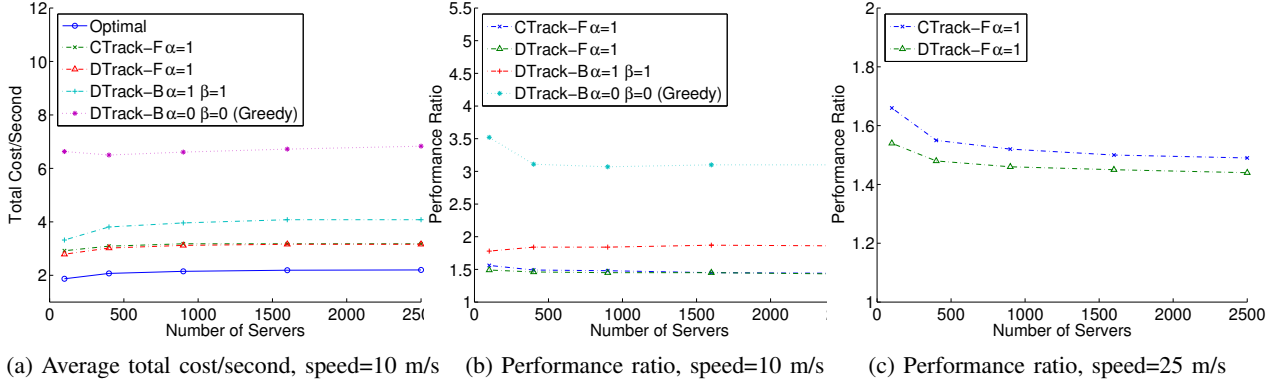 12
10
8
6
4
2
0 500 1000 1500 2000 2500
Total Cost/Second
Number of Servers
Optimal
CTrack−F α=1
DTrack−F α=1
DTrack−B α=1 β=1
DTrack−B α=0 β=0 (Greedy)
(a) Average total cost/second, speed=10 m/s
5.5
5
4.5
4
3.5
3
2.5
2
1.5
1
0 500 1000 1500 2000
Performance Ratio
Number of Servers
CTrack−F α=1
DTrack−F α=1
DTrack−B α=1 β=1
DTrack−B α=0 β=0 (Greedy)
(b) Performance ratio, speed=10 m/s
2
1.8
1.6
1.4
1.2
1
0 500 1000 1500 2000 2500
Performance Ratio
Number of Servers
CTrack−F α=1
DTrack−F α=1
(c) Performance ratio, speed=25 m/s